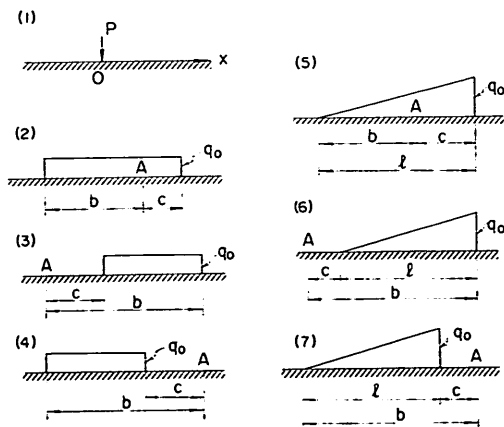 (1)
P
O
x
(2)
A
q₀
b
c
(3)
A
q₀
c
b
(4)
q₀
A
c
b
(5)
A
q₀
b
c
ℓ
(6)
A
q₀
c
ℓ
b
(7)
q₀
A
ℓ
c
b